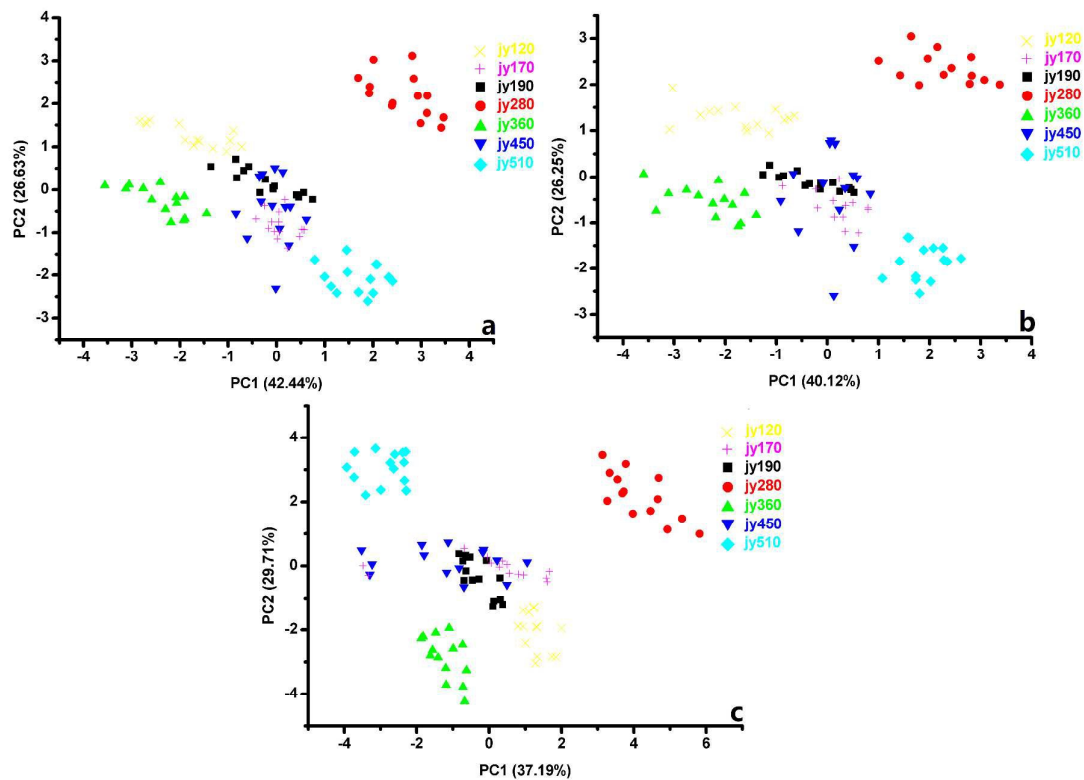 4
3
2
1
0
-1
-2
-3
PC2 (26.63%)
-4 -3 -2 -1 0 1 2 3 4
PC1 (42.44%)
jy120
jy170
jy190
jy280
jy360
jy450
jy510
a
3
2
1
0
-1
-2
-3
PC2 (26.25%)
-4 -3 -2 -1 0 1 2 3 4
PC1 (40.12%)
jy120
jy170
jy190
jy280
jy360
jy450
jy510
b
4
2
0
-2
-4
PC2 (29.71%)
-4 -2 0 2 4 6
PC1 (37.19%)
jy120
jy170
jy190
jy280
jy360
jy450
jy510
c